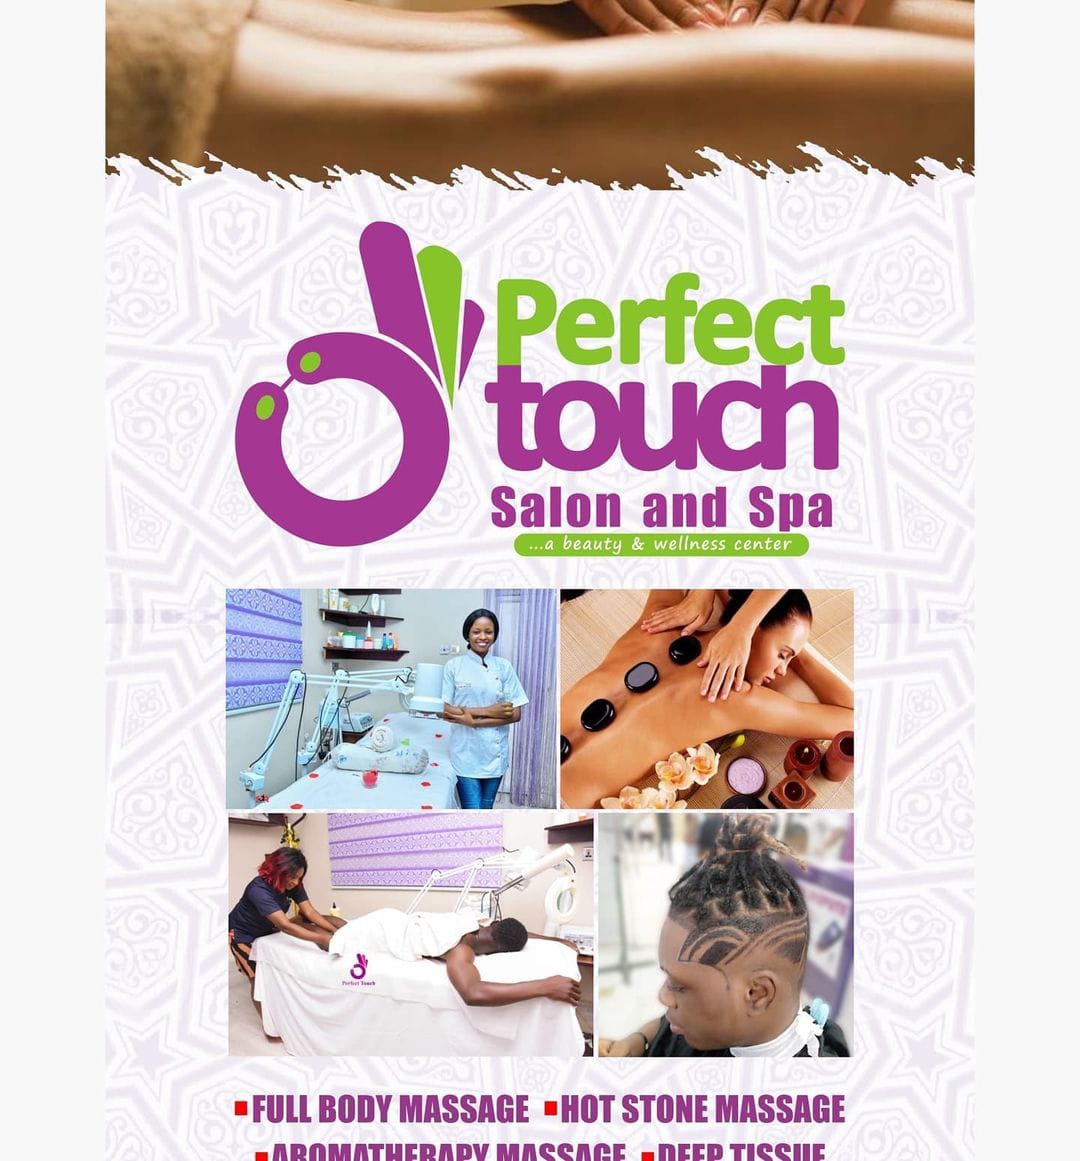 Perfect
touch
Salon and Spa
...a beauty & wellness center
Perfect Touch
FULL BODY MASSAGE HOT STONE MASSAGE
AROMATHERAPY MASSAGE DEEP TISSUE